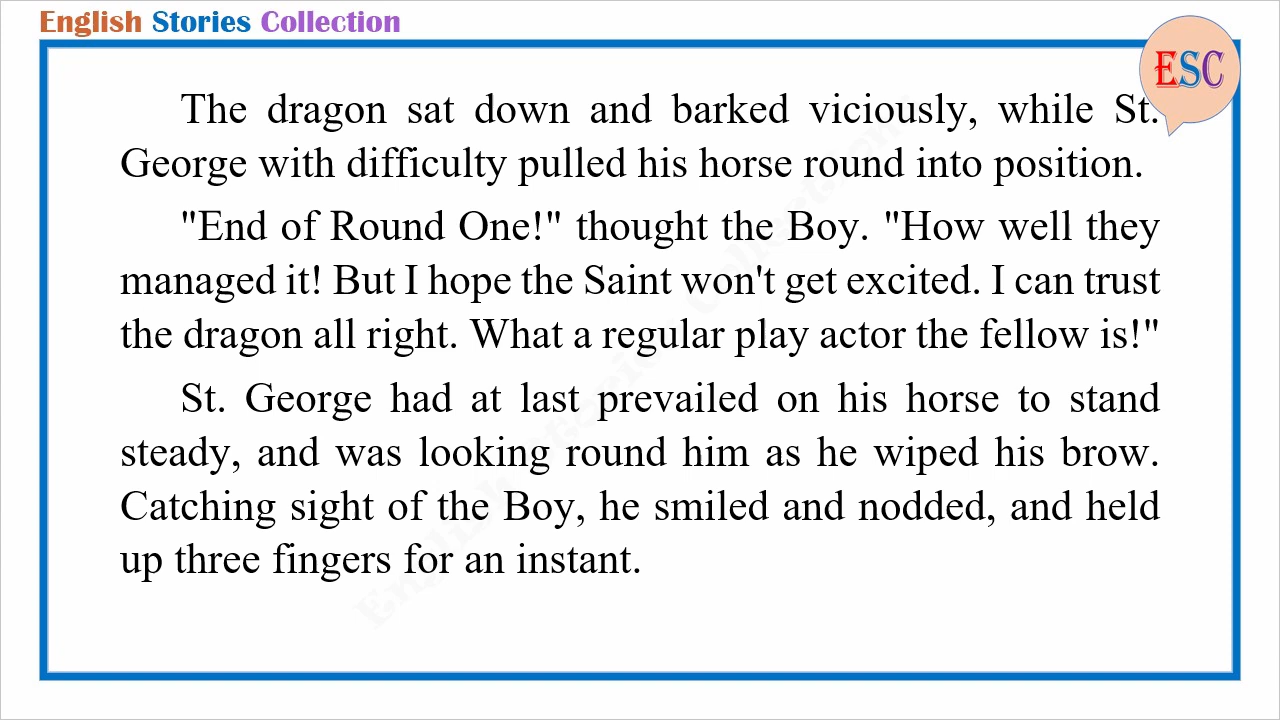 English Stories Collection
ESC
The dragon sat down and barked viciously, while St.
George with difficulty pulled his horse round into position.
"End of Round One!" thought the Boy. "How well they
managed it! But I hope the Saint won't get excited. I can trust
the dragon all right. What a regular play actor the fellow is!"
St. George had at last prevailed on his horse to stand
steady, and was looking round him as he wiped his brow.
Catching sight of the Boy, he smiled and nodded, and held
up three fingers for an instant.
English Stories Collection